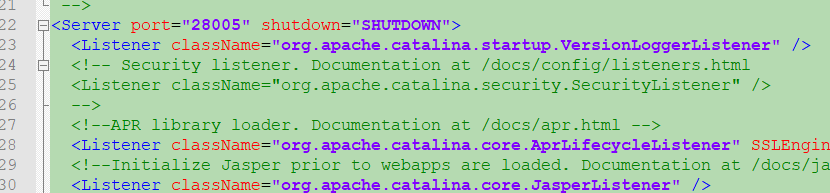 21 -->
22 <Server port="28005" shutdown="SHUTDOWN">
23 <Listener className="org.apache.catalina.startup.VersionLoggerListener" />
24 <!-- Security listener. Documentation at /docs/config/listeners.html
25 <Listener className="org.apache.catalina.security.SecurityListener" />
26 -->
27 <!--APR library loader. Documentation at /docs/apr.html -->
28 <Listener className="org.apache.catalina.core.AprLifecycleListener" SSLEngin
29 <!--Initialize Jasper prior to webapps are loaded. Documentation at /docs/ja
30 <Listener className="org.apache.catalina.core.JasperListener" />